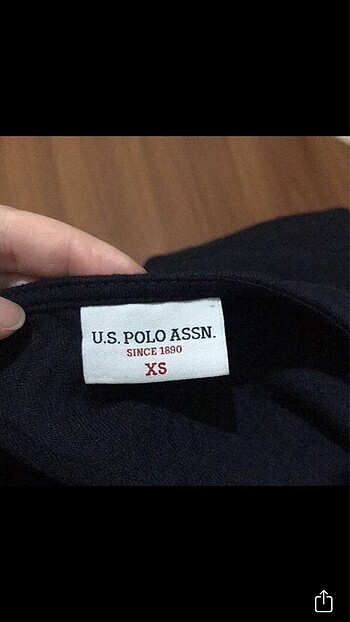 U.S. POLO ASSN.
SINCE 1890
XS